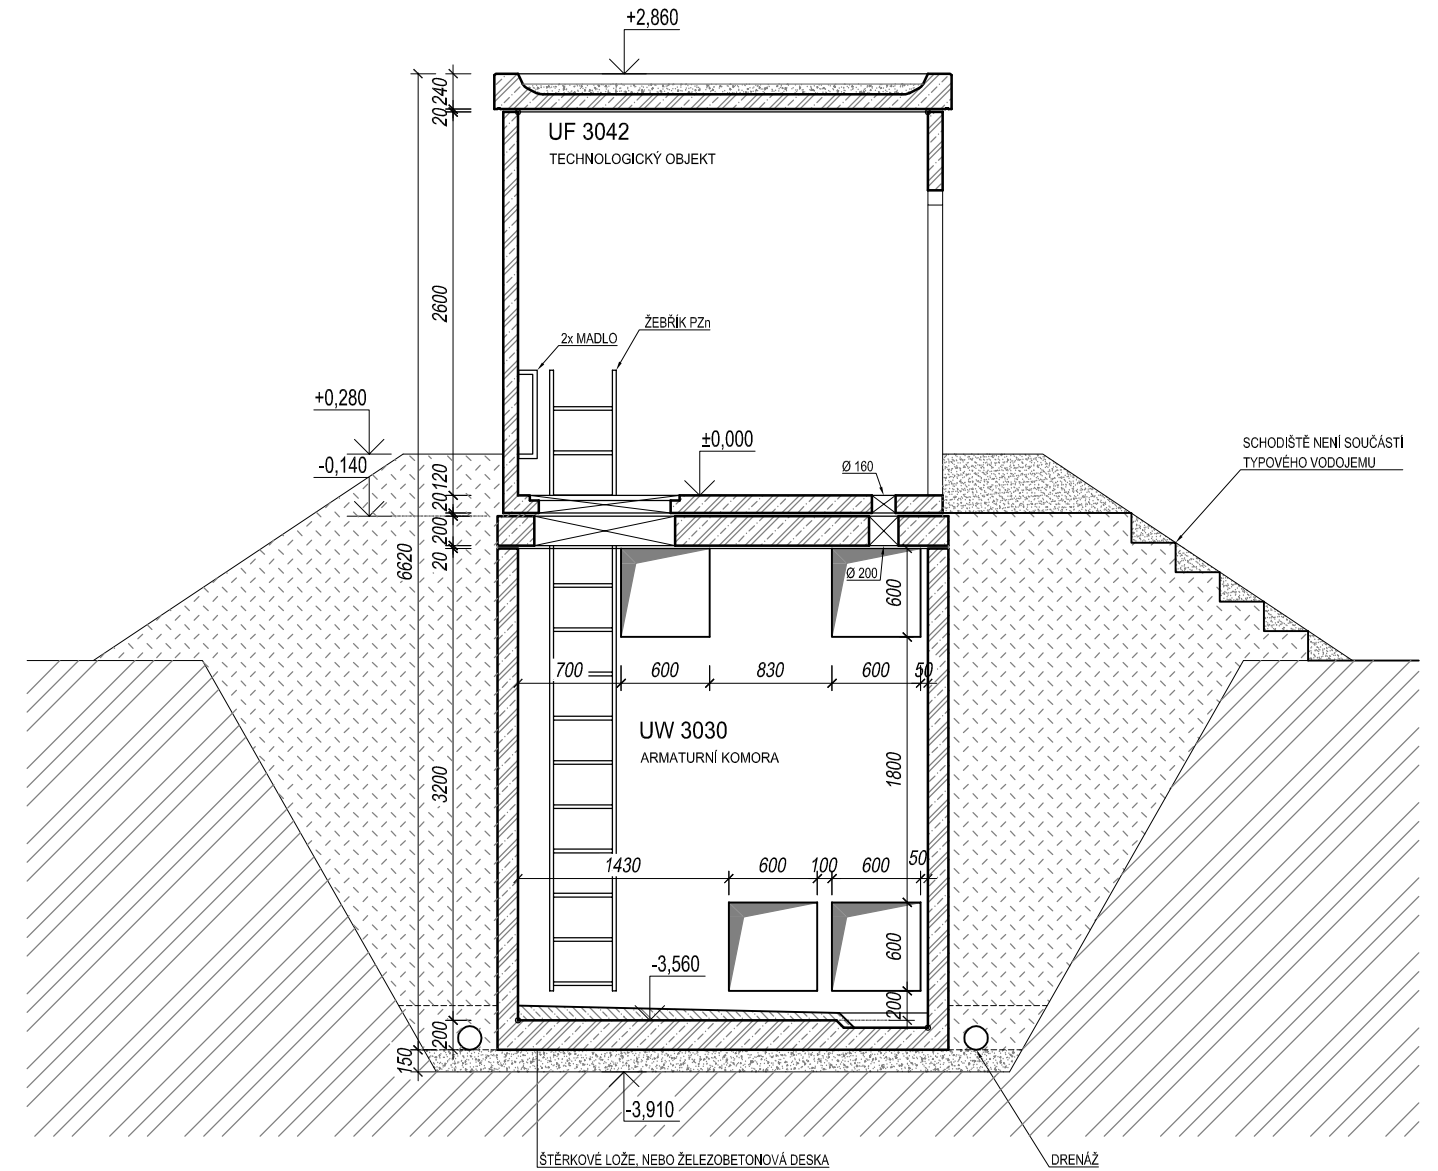 +2,860
240
20
UF 3042
TECHNOLOGICKÝ OBJEKT
2600
ŽEBŘÍK PZn
2x MADLO
+0,280
-0,140
±0,000
Ø 160
SCHODIŠTĚ NENÍ SOUČÁSTÍ
TYPOVÉHO VODOJEMU
120
20
200
20
6620
Ø 200
600
700
600
830
600
50
UW 3030
ARMATURNÍ KOMORA
3200
1800
1430
600
100
600
50
600
-3,560
200
200
150
-3,910
ŠTĚRKOVÉ LOŽE, NEBO ŽELEZOBETONOVÁ DESKA
DRENÁŽ